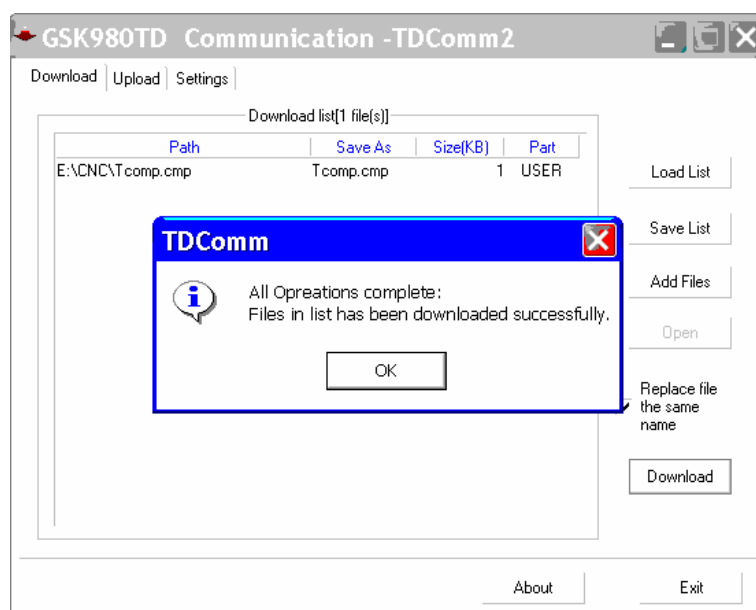 GSK980TD Communication -TDComm2
Download Upload Settings
Download list[1 file(s)]
Path Save As Size(KB) Part
E:\CNC\Tcomp.cmp Tcomp.cmp 1 USER
Load List
Save List
Add Files
Open
Replace file
the same
name
Download
TDComm
All Opreations complete:
Files in list has been downloaded successfully.
OK
About Exit